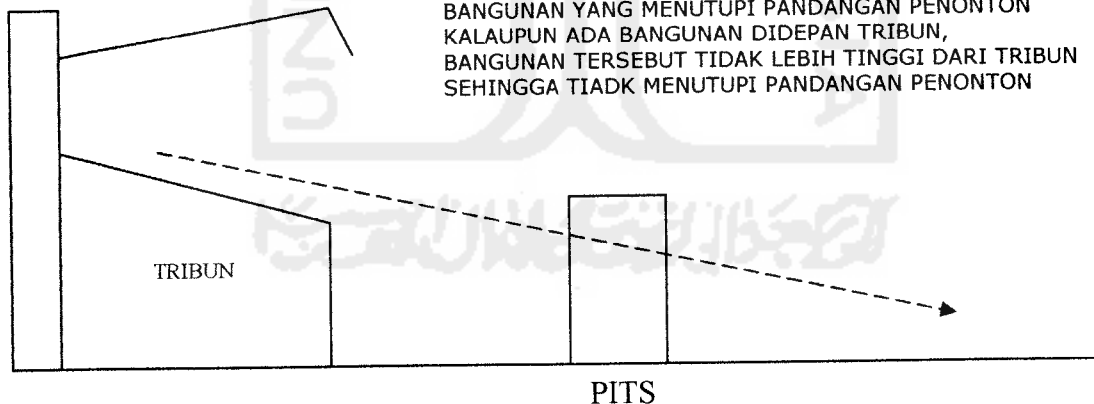 BANGUNAN YANG MENUTUPI PANDANGAN PENONTON
KALAUPUN ADA BANGUNAN DIDEPAN TRIBUN,
BANGUNAN TERSEBUT TIDAK LEBIH TINGGI DARI TRIBUN
SEHINGGA TIADK MENUTUPI PANDANGAN PENONTON
TRIBUN
PITS